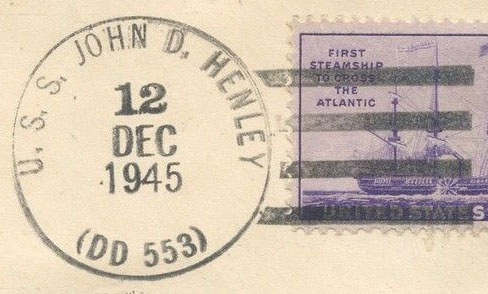 U. S. S. JOHN D. HENLEY
12
DEC
1945
(DD 553)
FIRST
STEAMSHIP
TO CROSS
THE
ATLANTIC
UNITED STATES